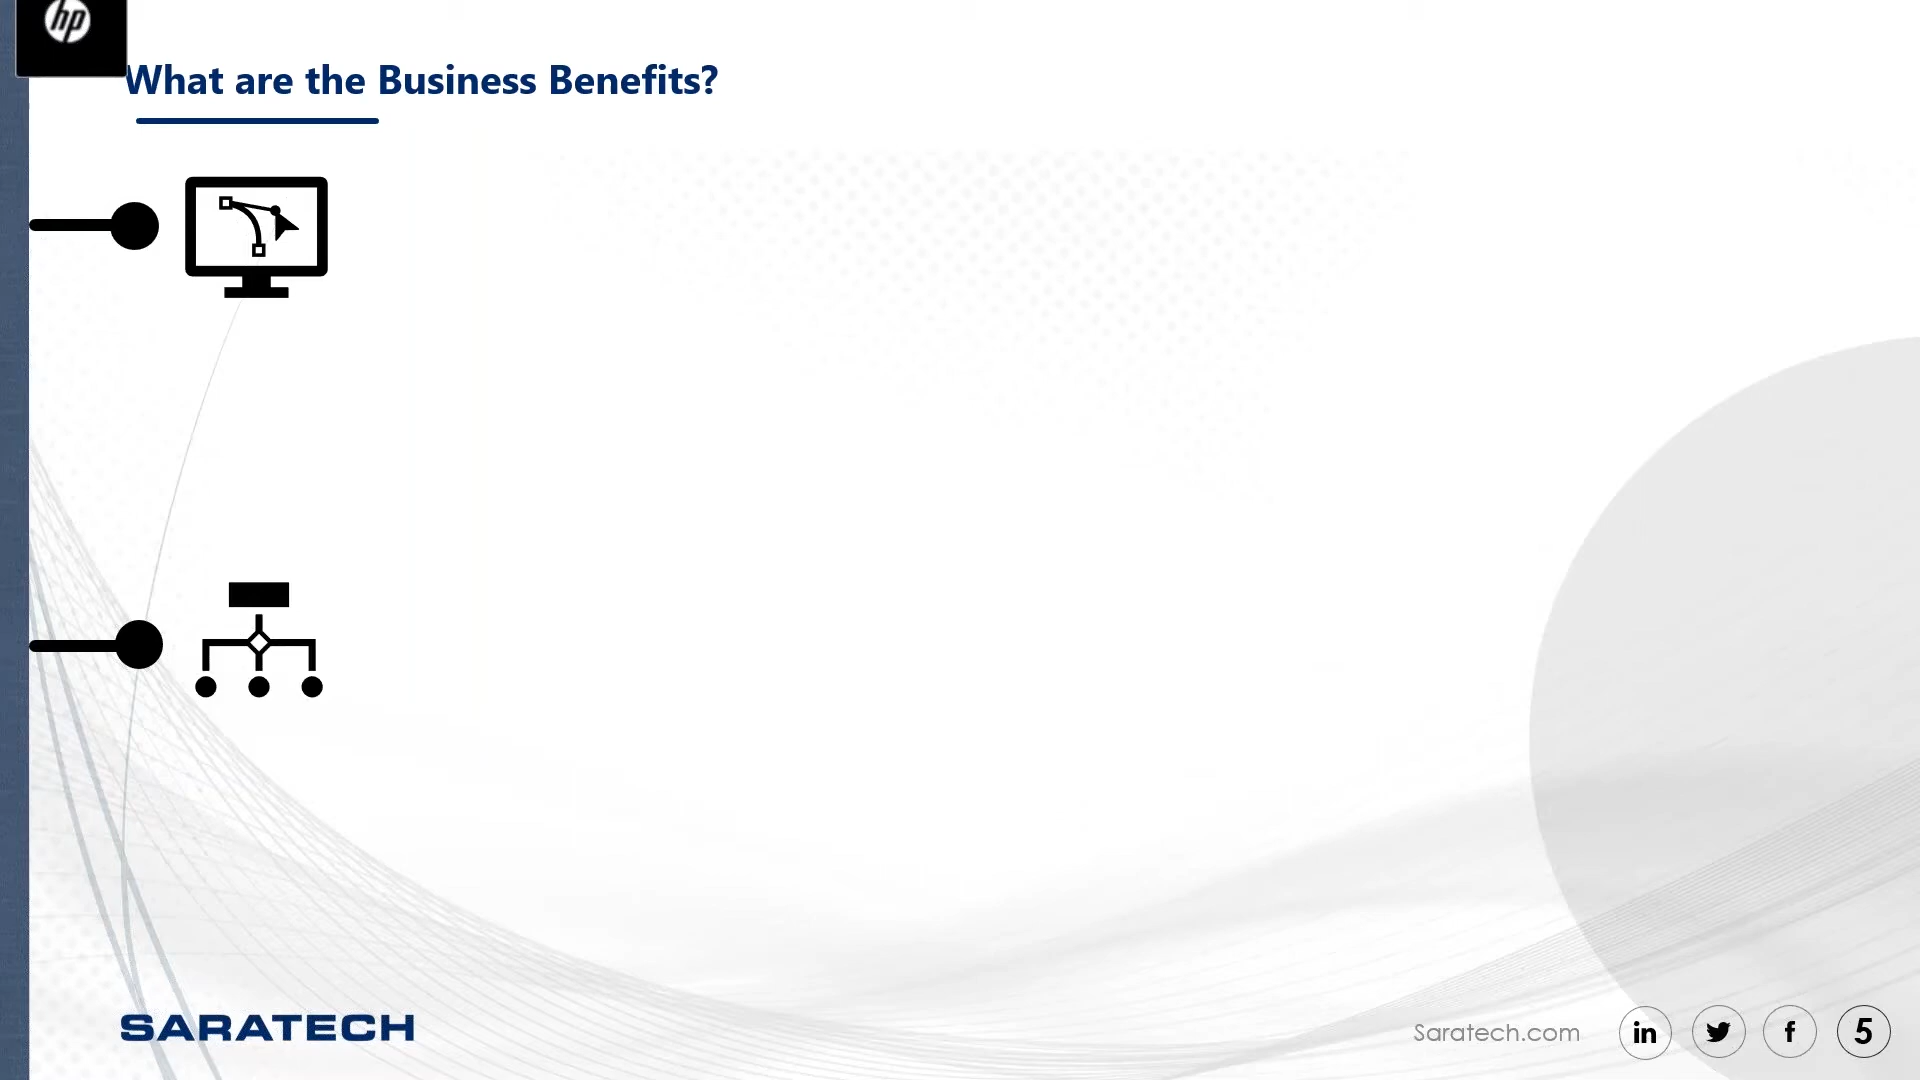 hp
What are the Business Benefits?
SARATECH
Saratech.com
in
f
5